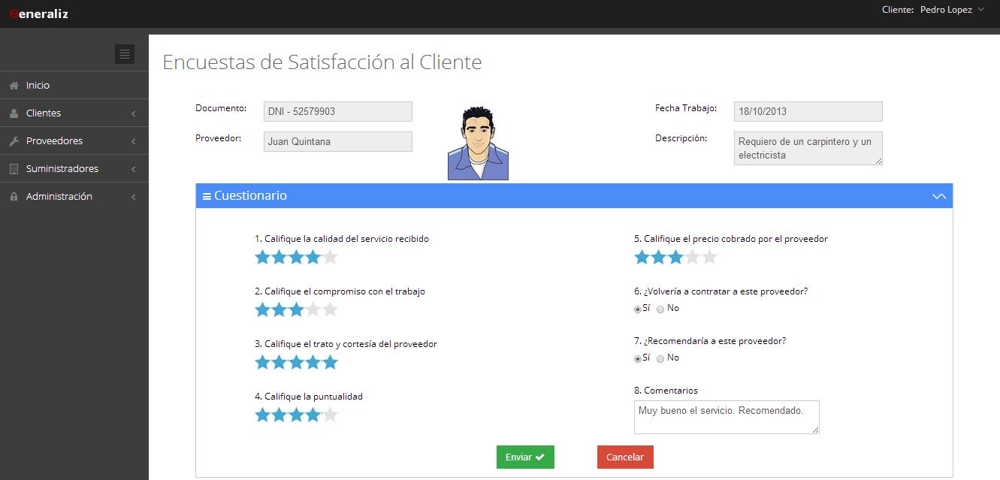 Generaliz
Cliente: Pedro Lopez
Inicio
Clientes
Proveedores
Suministradores
Administración
Encuestas de Satisfacción al Cliente
Documento: DNI - 52579903
Proveedor: Juan Quintana
Fecha Trabajo: 18/10/2013
Descripción: Requiero de un carpintero y un
electricista
Cuestionario
1. Califique la calidad del servicio recibido
2. Califique el compromiso con el trabajo
3. Califique el trato y cortesía del proveedor
4. Califique la puntualidad
5. Califique el precio cobrado por el proveedor
6. ¿Volvería a contratar a este proveedor?
Sí No
7. ¿Recomendaría a este proveedor?
Sí No
8. Comentarios
Muy bueno el servicio. Recomendado.
Enviar
Cancelar